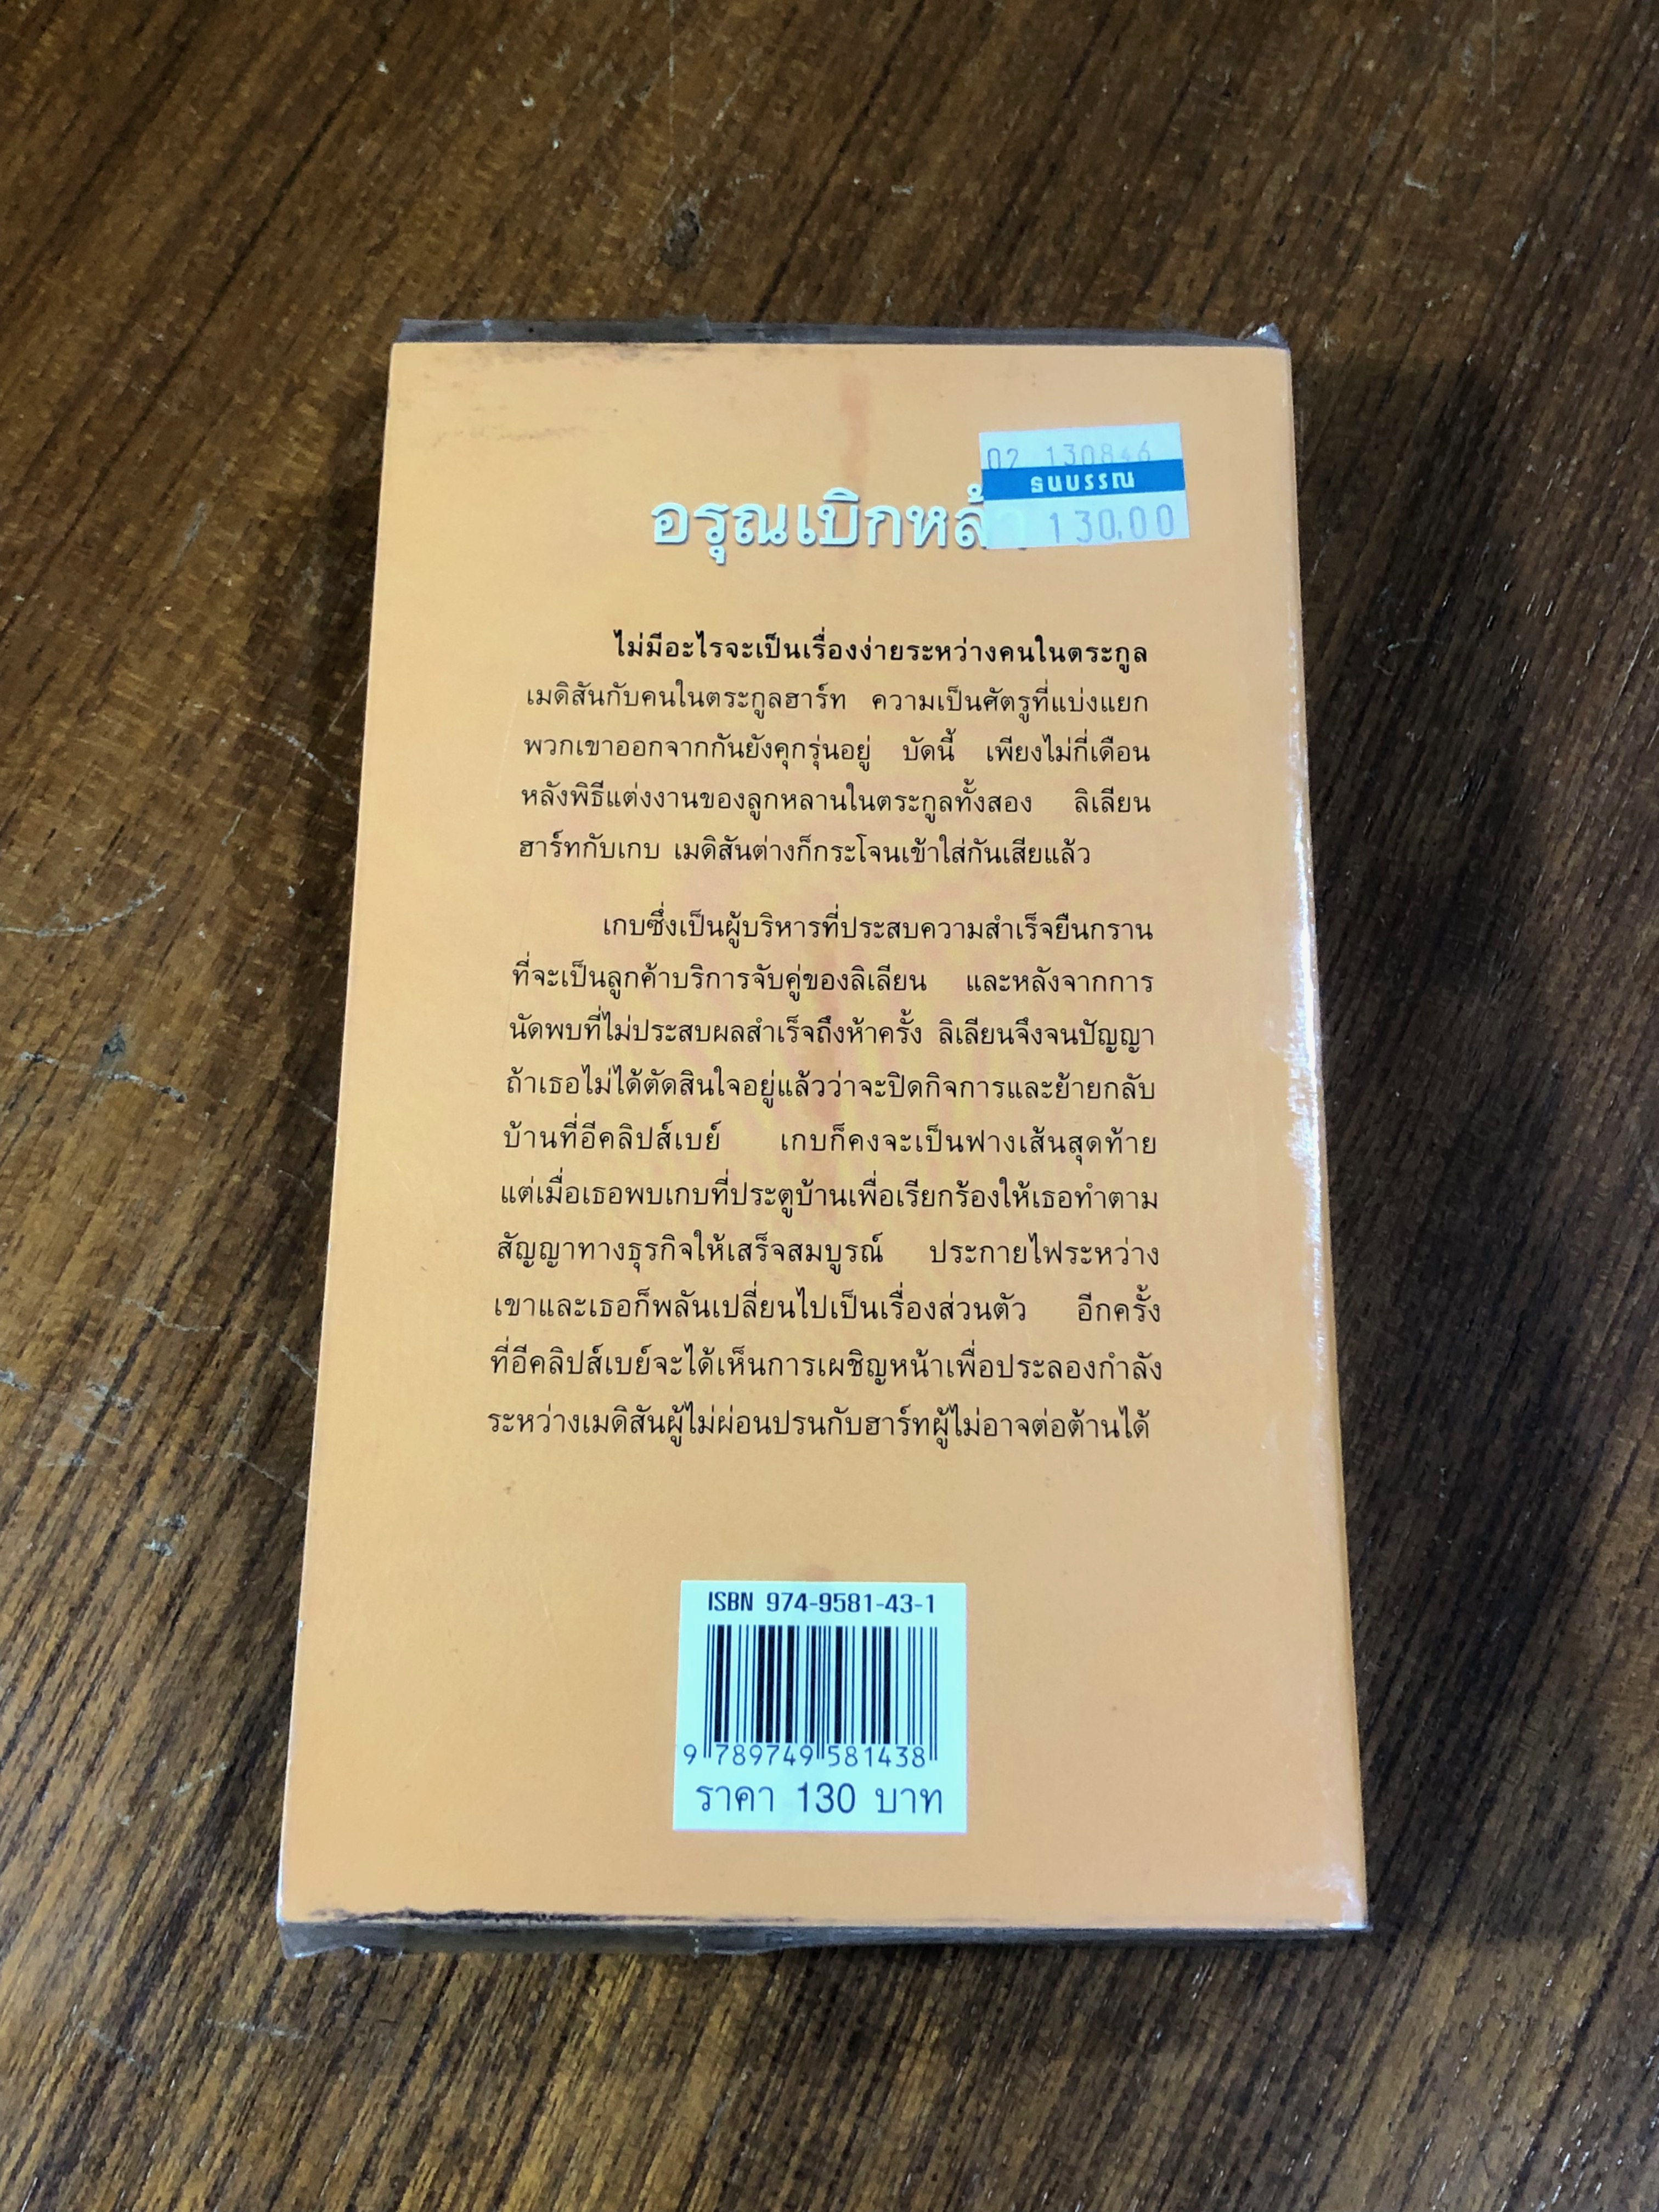 02 130846
ธนบรรณ
130.00
อรุณเบิกหล้า
ไม่มีอะไรจะเป็นเรื่องง่ายระหว่างคนในตระกูล
เมดิสันกับคนในตระกูลฮาร์ท ความเป็นศัตรูที่แบ่งแยก
พวกเขาออกจากกันยังคุกรุ่นอยู่ บัดนี้ เพียงไม่กี่เดือน
หลังพิธีแต่งงานของลูกหลานในตระกูลทั้งสอง ลิเลียน
ฮาร์ทกับเกบ เมดิสันต่างก็กระโจนเข้าใส่กันเสียแล้ว
เกบซึ่งเป็นผู้บริหารที่ประสบความสำเร็จยืนกราน
ที่จะเป็นลูกค้าบริการจับคู่ของลิเลียน และหลังจากการ
นัดพบที่ไม่ประสบผลสำเร็จถึงห้าครั้ง ลิเลียนจึงจนปัญญา
ถ้าเธอไม่ได้ตัดสินใจอยู่แล้วว่าจะปิดกิจการและย้ายกลับ
บ้านที่อีคลิปส์เบย์ เกบก็คงจะเป็นฟางเส้นสุดท้าย
แต่เมื่อเธอพบเกบที่ประตูบ้านเพื่อเรียกร้องให้เธอทำตาม
สัญญาทางธุรกิจให้เสร็จสมบูรณ์ ประกายไฟระหว่าง
เขาและเธอก็พลันเปลี่ยนไปเป็นเรื่องส่วนตัว อีกครั้ง
ที่อีคลิปส์เบย์จะได้เห็นการเผชิญหน้าเพื่อประลองกำลัง
ระหว่างเมดิสันผู้ไม่ผ่อนปรนกับฮาร์ทผู้ไม่อาจต่อต้านได้
ISBN 974-9581-43-1
9 789749 581438
ราคา 130 บาท